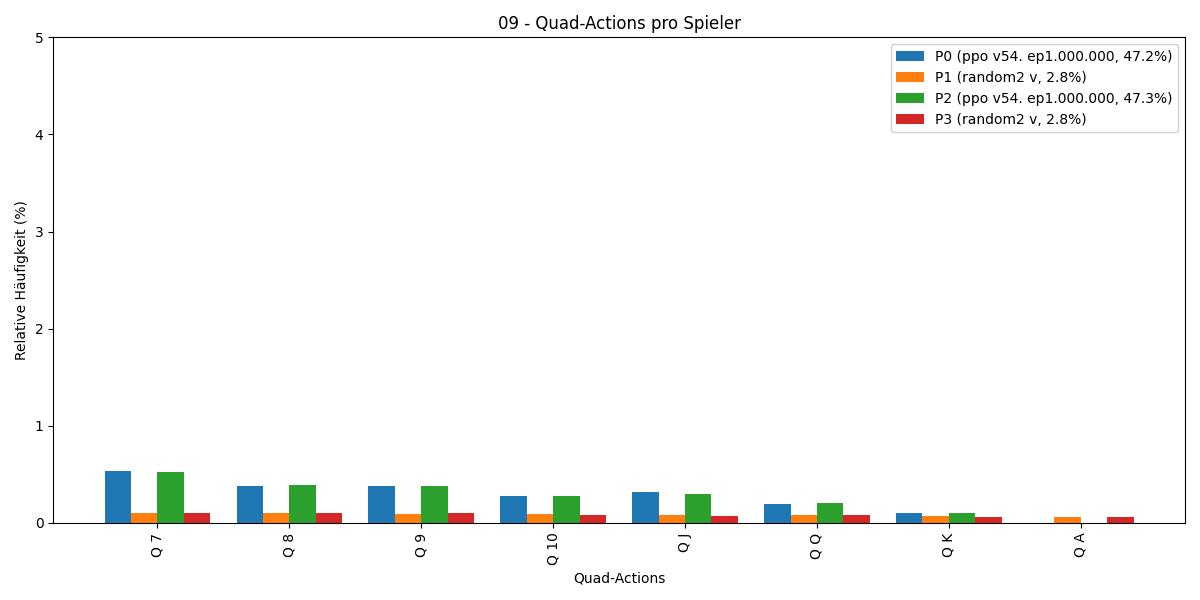 09 - Quad-Actions pro Spieler
P0 (ppo v54. ep1.000.000, 47.2%)
P1 (random2 v, 2.8%)
P2 (ppo v54. ep1.000.000, 47.3%)
P3 (random2 v, 2.8%)
Relative Häufigkeit (%)
5
4
3
2
1
0
Q 7
Q 8
Q 9
Q 10
Q J
Q Q
Q K
Q A
Quad-Actions